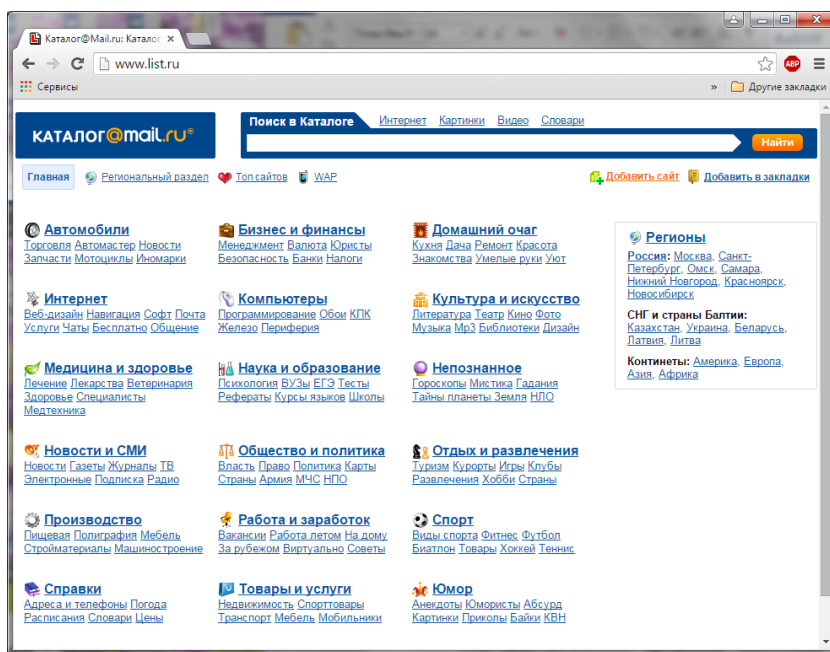 Каталог@Mail.ru: Каталог
www.list.ru
ABP
Сервисы
» Другие закладки
каталог@mail.ru®
Поиск в Каталоге Интернет Картинки Видео Словари
Найти
Главная Региональный раздел Топ сайтов WAP Добавить сайт Добавить в закладки
Автомобили
Торговля Автомастер Новости
Запчасти Мотоциклы Иномарки
Бизнес и финансы
Менеджмент Валюта Юристы
Безопасность Банки Налоги
Домашний очаг
Кухня Дача Ремонт Красота
Знакомства Умелые руки Уют
Интернет
Веб-дизайн Навигация Софт Почта
Услуги Чаты Бесплатно Общение
Компьютеры
Программирование Обои КПК
Железо Периферия
Культура и искусство
Литература Театр Кино Фото
Музыка Mp3 Библиотеки Дизайн
Медицина и здоровье
Лечение Лекарства Ветеринария
Здоровье Специалисты
Медтехника
Наука и образование
Психология ВУЗы ЕГЭ Тесты
Рефераты Курсы языков Школы
Непознанное
Гороскопы Мистика Гадания
Тайны планеты Земля НЛО
Новости и СМИ
Новости Газеты Журналы ТВ
Электронные Подписка Радио
Общество и политика
Власть Право Политика Карты
Страны Армия МЧС НПО
Отдых и развлечения
Туризм Курорты Игры Клубы
Развлечения Хобби Страны
Производство
Пищевая Полиграфия Мебель
Стройматериалы Машиностроение
Работа и заработок
Вакансии Работа летом На дому
За рубежом Виртуально Советы
Спорт
Виды спорта Фитнес Футбол
Биатлон Товары Хоккей Теннис
Справки
Адреса и телефоны Погода
Расписания Словари Цены
Товары и услуги
Недвижимость Спорттовары
Транспорт Мебель Мобильники
Юмор
Анекдоты Юмористы Абсурд
Картинки Приколы Байки КВН
Регионы
Россия: Москва, Санкт-
Петербург, Омск, Самара,
Нижний Новгород, Красноярск,
Новосибирск
СНГ и страны Балтии:
Казахстан, Украина, Беларусь,
Латвия, Литва
Континеты: Америка, Европа,
Азия, Африка